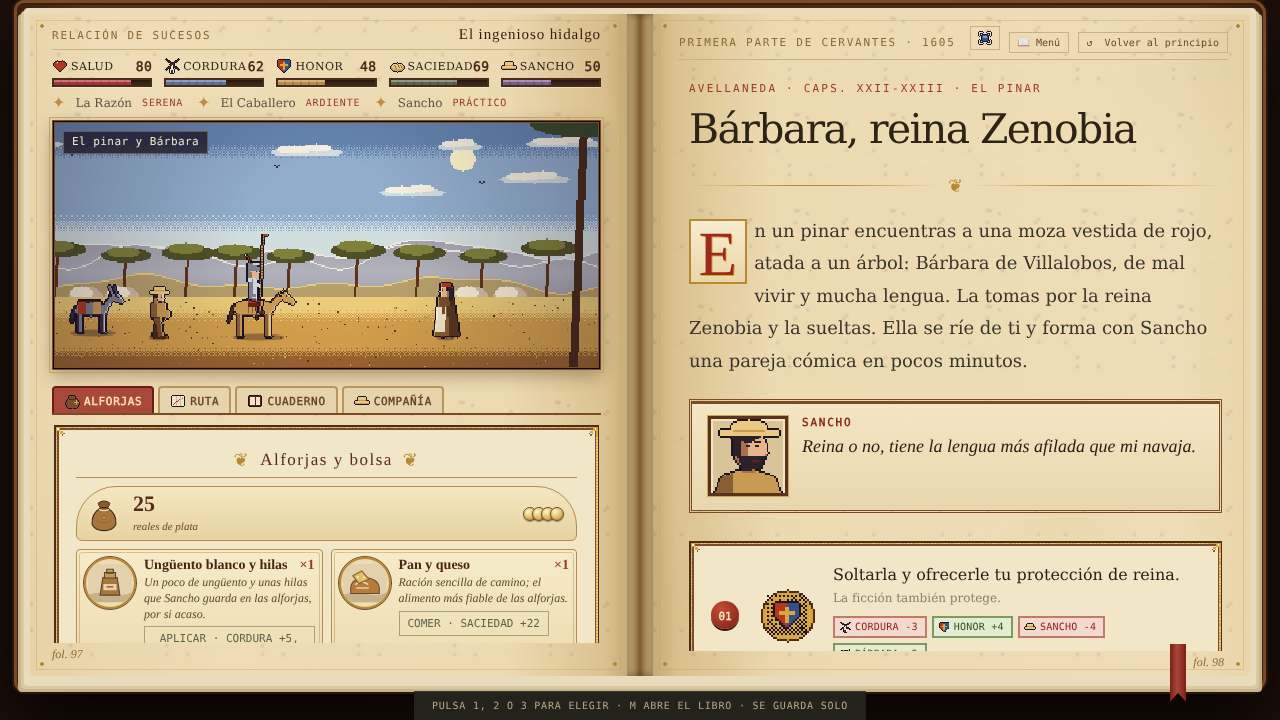 RELACIÓN DE SUCESOS
El ingenioso hidalgo
SALUD 80
CORDURA 62
HONOR 48
SACIEDAD 69
SANCHO 50
La Razón SERENA
El Caballero ARDIENTE
Sancho PRÁCTICO
El pinar y Bárbara
ALFORJAS
RUTA
CUADERNO
COMPAÑÍA
Alforjas y bolsa
25
reales de plata
Ungüento blanco y hilas ×1
Un poco de ungüento y unas hilas
que Sancho guarda en las alforjas,
por si acaso.
APLICAR · CORDURA +5,
Pan y queso ×1
Ración sencilla de camino; el
alimento más fiable de las alforjas.
COMER · SACIEDAD +22
fol. 97
PRIMERA PARTE DE CERVANTES · 1605
Menú
↺ Volver al principio
AVELLANEDA · CAPS. XXII-XXIII · EL PINAR
Bárbara, reina Zenobia
En un pinar encuentras a una moza vestida de rojo,
atada a un árbol: Bárbara de Villalobos, de mal
vivir y mucha lengua. La tomas por la reina
Zenobia y la sueltas. Ella se ríe de ti y forma con Sancho
una pareja cómica en pocos minutos.
SANCHO
Reina o no, tiene la lengua más afilada que mi navaja.
01
Soltarla y ofrecerle tu protección de reina.
La ficción también protege.
CORDURA -3
HONOR +4
SANCHO -4
fol. 98
PULSA 1, 2 O 3 PARA ELEGIR · M ABRE EL LIBRO · SE GUARDA SOLO